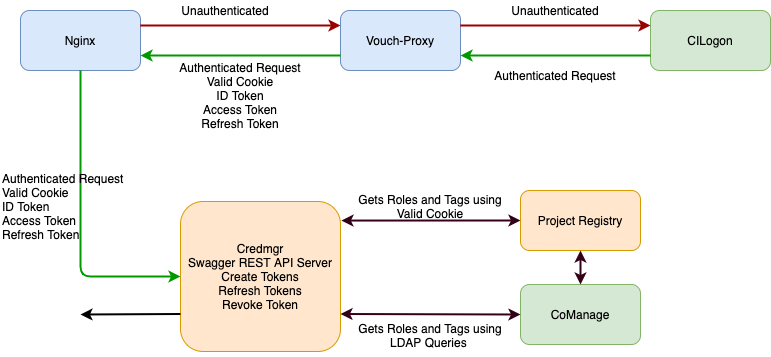 Unauthenticated
Unauthenticated
Nginx
Vouch-Proxy
CILogon
Authenticated Request
Valid Cookie
ID Token
Access Token
Refresh Token
Authenticated Request
Authenticated Request
Valid Cookie
ID Token
Access Token
Refresh Token
Gets Roles and Tags using
Valid Cookie
Project Registry
Credmgr
Swagger REST API Server
Create Tokens
Refresh Tokens
Revoke Token
CoManage
Gets Roles and Tags using
LDAP Queries